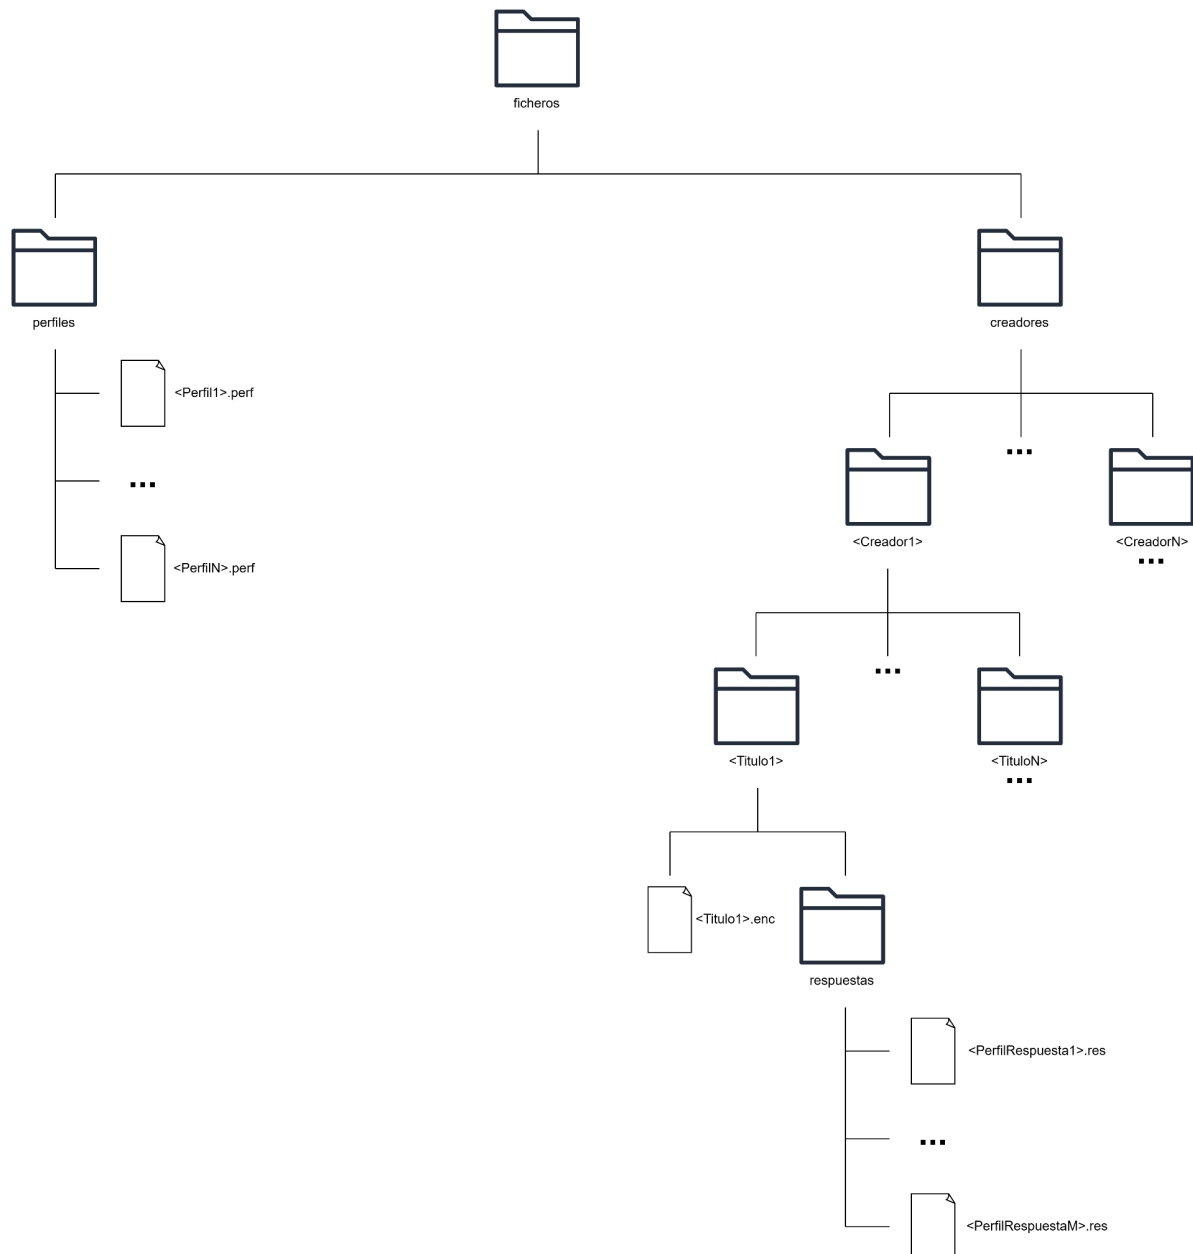 ficheros
perfiles
creadores
<Perfil1>.perf
...
...
<PerfilN>.perf
<Creador1>
<CreadorN>
...
...
<Titulo1>
<TituloN>
...
<Titulo1>.enc
respuestas
<PerfilRespuesta1>.res
...
<PerfilRespuestaM>.res